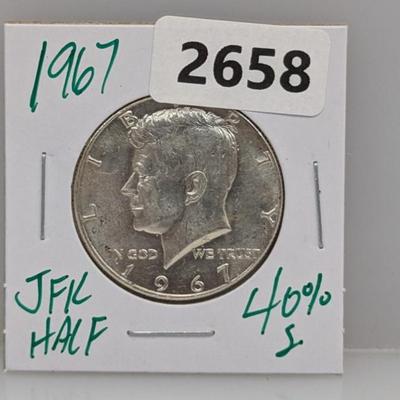 1967
2658
LIBERTY
IN GOD WE TRUST
1967
JFK
HALF
40%
S